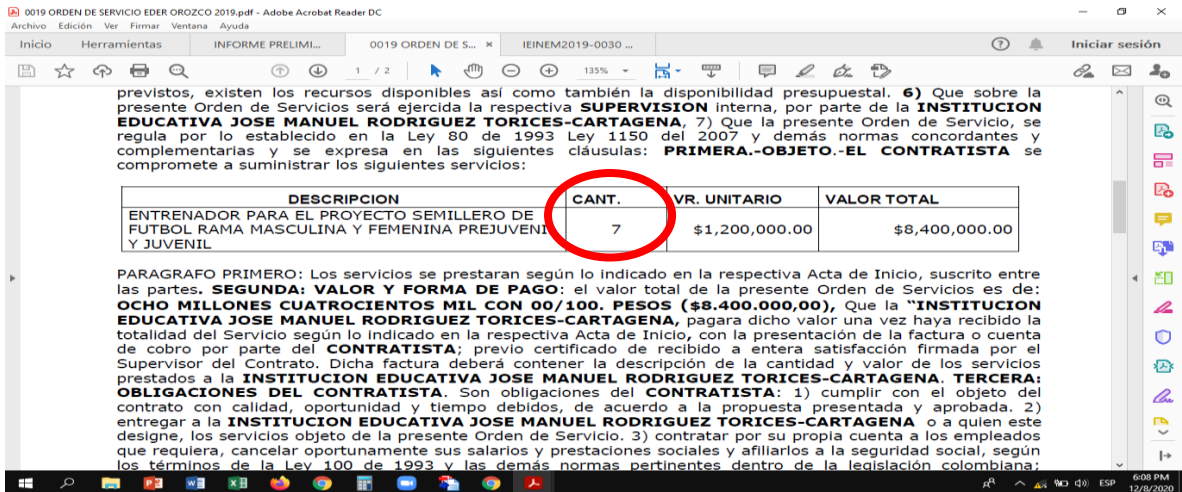 0019 ORDEN DE SERVICIO EDER OROZCO 2019.pdf - Adobe Acrobat Reader DC
Archivo Edición Ver Firmar Ventana Ayuda
Inicio Herramientas INFORME PRELIMI... 0019 ORDEN DE S... × IEINEM2019-0030 ... Iniciar sesión
1 / 2 135%
previstos, existen los recursos disponibles así como también la disponibilidad presupuestal. 6) Que sobre la
presente Orden de Servicios será ejercida la respectiva SUPERVISION interna, por parte de la INSTITUCION
EDUCATIVA JOSE MANUEL RODRIGUEZ TORICES-CARTAGENA, 7) Que la presente Orden de Servicio, se
regula por lo establecido en la Ley 80 de 1993 Ley 1150 del 2007 y demás normas concordantes y
complementarias y se expresa en las siguientes cláusulas: PRIMERA.-OBJETO.-EL CONTRATISTA se
compromete a suministrar los siguientes servicios:
DESCRIPCION CANT. VR. UNITARIO VALOR TOTAL
ENTRENADOR PARA EL PROYECTO SEMILLERO DE
FUTBOL RAMA MASCULINA Y FEMENINA PREJUVENI 7 $1,200,000.00 $8,400,000.00
Y JUVENIL
PARAGRAFO PRIMERO: Los servicios se prestaran según lo indicado en la respectiva Acta de Inicio, suscrito entre
las partes. SEGUNDA: VALOR Y FORMA DE PAGO: el valor total de la presente Orden de Servicios es de:
OCHO MILLONES CUATROCIENTOS MIL CON 00/100. PESOS ($8.400.000,00), Que la "INSTITUCION
EDUCATIVA JOSE MANUEL RODRIGUEZ TORICES-CARTAGENA, pagara dicho valor una vez haya recibido la
totalidad del Servicio según lo indicado en la respectiva Acta de Inicio, con la presentación de la factura o cuenta
de cobro por parte del CONTRATISTA; previo certificado de recibido a entera satisfacción firmada por el
Supervisor del Contrato. Dicha factura deberá contener la descripción de la cantidad y valor de los servicios
prestados a la INSTITUCION EDUCATIVA JOSE MANUEL RODRIGUEZ TORICES-CARTAGENA. TERCERA:
OBLIGACIONES DEL CONTRATISTA. Son obligaciones del CONTRATISTA: 1) cumplir con el objeto del
contrato con calidad, oportunidad y tiempo debidos, de acuerdo a la propuesta presentada y aprobada. 2)
entregar a la INSTITUCION EDUCATIVA JOSE MANUEL RODRIGUEZ TORICES-CARTAGENA o a quien este
designe, los servicios objeto de la presente Orden de Servicio. 3) contratar por su propia cuenta a los empleados
que requiera, cancelar oportunamente sus salarios y prestaciones sociales y afiliarlos a la seguridad social, según
los términos de la Ley 100 de 1993 y las demás normas pertinentes dentro de la legislación colombiana;
ESP 6:08 PM
12/8/2020